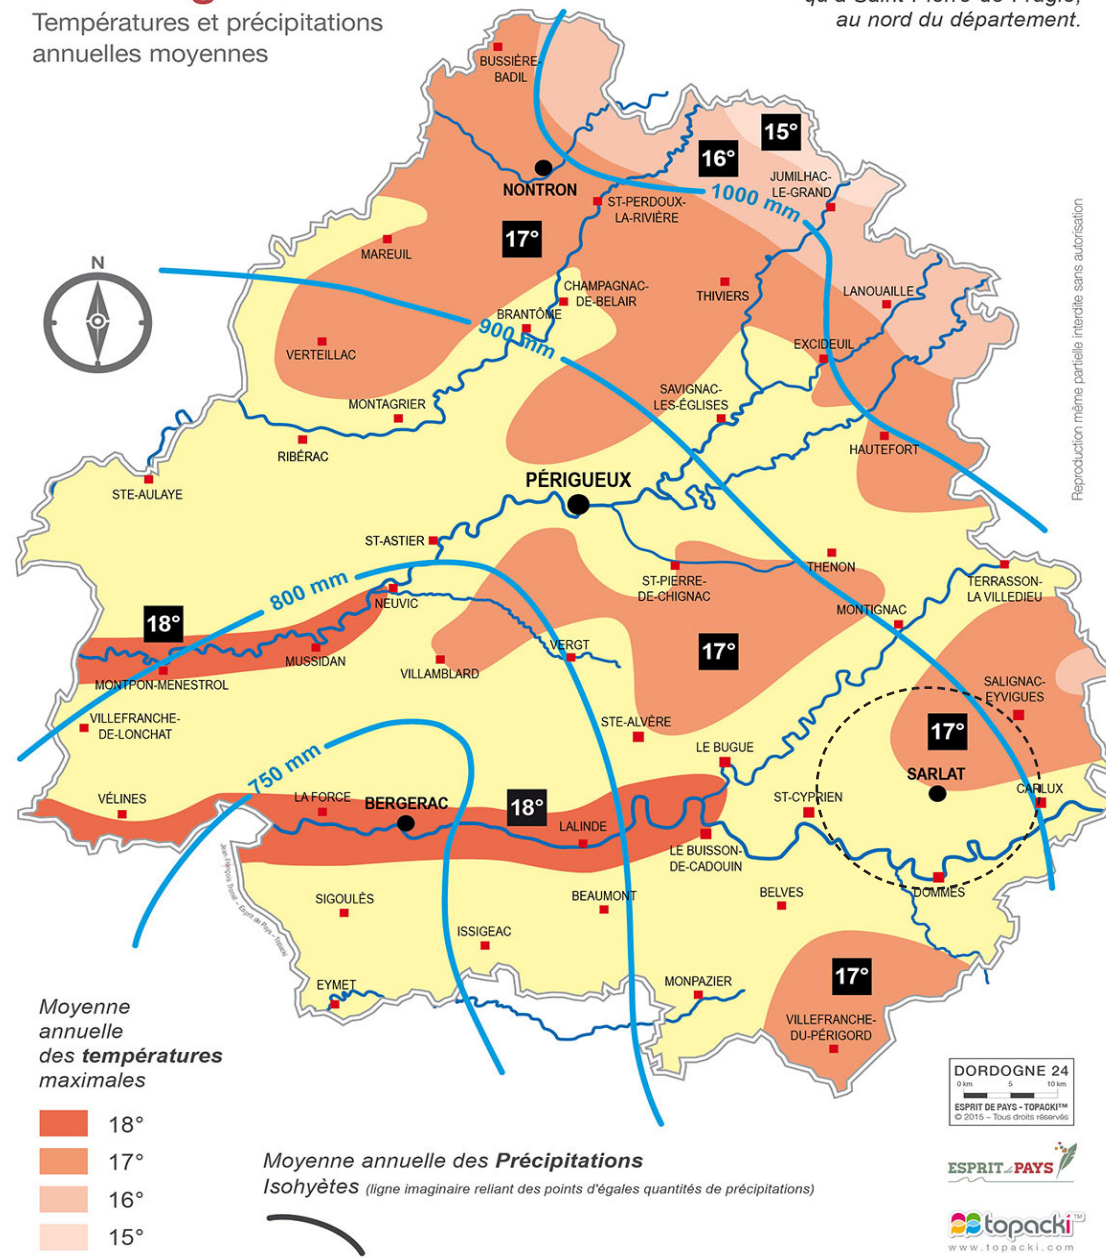 Températures et précipitations
annuelles moyennes
au nord du département.
BUSSIÈRE-
BADIL
15°
16°
NONTRON
JUMILHAC-
LE-GRAND
1000 mm
ST-PERDOUX-
LA-RIVIÈRE
17°
MAREUIL
N
CHAMPAGNAC-
DE-BELAIR
THIVIERS
LANOUAILLE
BRANTÔME
900 mm
VERTEILLAC
EXCIDEUIL
MONTAGRIER
SAVIGNAC-
LES-ÉGLISES
RIBÉRAC
HAUTEFORT
Reproduction même partielle interdite sans autorisation
STE-AULAYE
PÉRIGUEUX
ST-ASTIER
THENON
ST-PIERRE-
DE-CHIGNAC
TERRASSON-
LA VILLEDIEU
800 mm
NEUVIC
MONTIGNAC
18°
MUSSIDAN
VERGT
17°
VILLAMBLARD
MONTPON-MENESTROL
SALIGNAC-
EYVIGUES
VILLEFRANCHE-
DE-LONCHAT
STE-ALVÈRE
17°
LE BUGUE
750 mm
SARLAT
VÉLINES
LA FORCE
BERGERAC
18°
ST-CYPRIEN
CARLUX
LALINDE
LE BUISSON-
DE-CADOUIN
Jean-François Tronel – Esprit de Pays - Topacki
DOMMES
SIGOULÈS
BEAUMONT
BELVES
ISSIGEAC
EYMET
MONPAZIER
17°
VILLEFRANCHE-
DU-PÉRIGORD
Moyenne
annuelle
des températures
maximales
18°
17°
16°
15°
Moyenne annuelle des Précipitations
Isohyètes (ligne imaginaire reliant des points d'égales quantités de précipitations)
DORDOGNE 24
0 km 5 10 km
ESPRIT DE PAYS - TOPACKI™
© 2015 – Tous droits réservés
ESPRIT de PAYS
topacki™
www.topacki.com